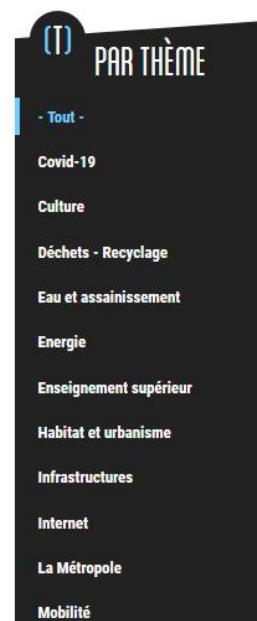 (T)
PAR THÈME
- Tout -
Covid-19
Culture
Déchets - Recyclage
Eau et assainissement
Energie
Enseignement supérieur
Habitat et urbanisme
Infrastructures
Internet
La Métropole
Mobilité